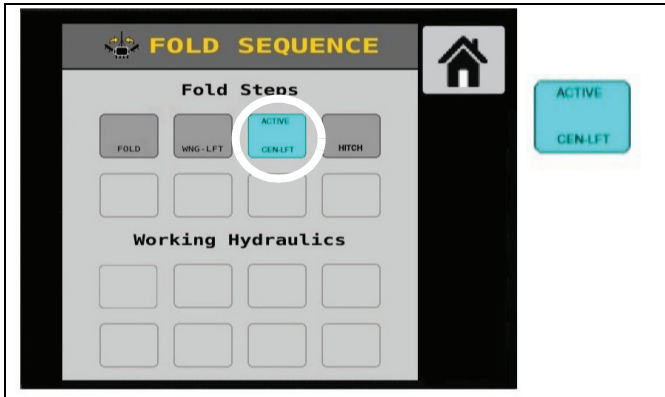 FOLD SEQUENCE
Fold Steps
FOLD
WNG-LFT
ACTIVE
CEN-LFT
HITCH
Working Hydraulics
ACTIVE
CEN-LFT